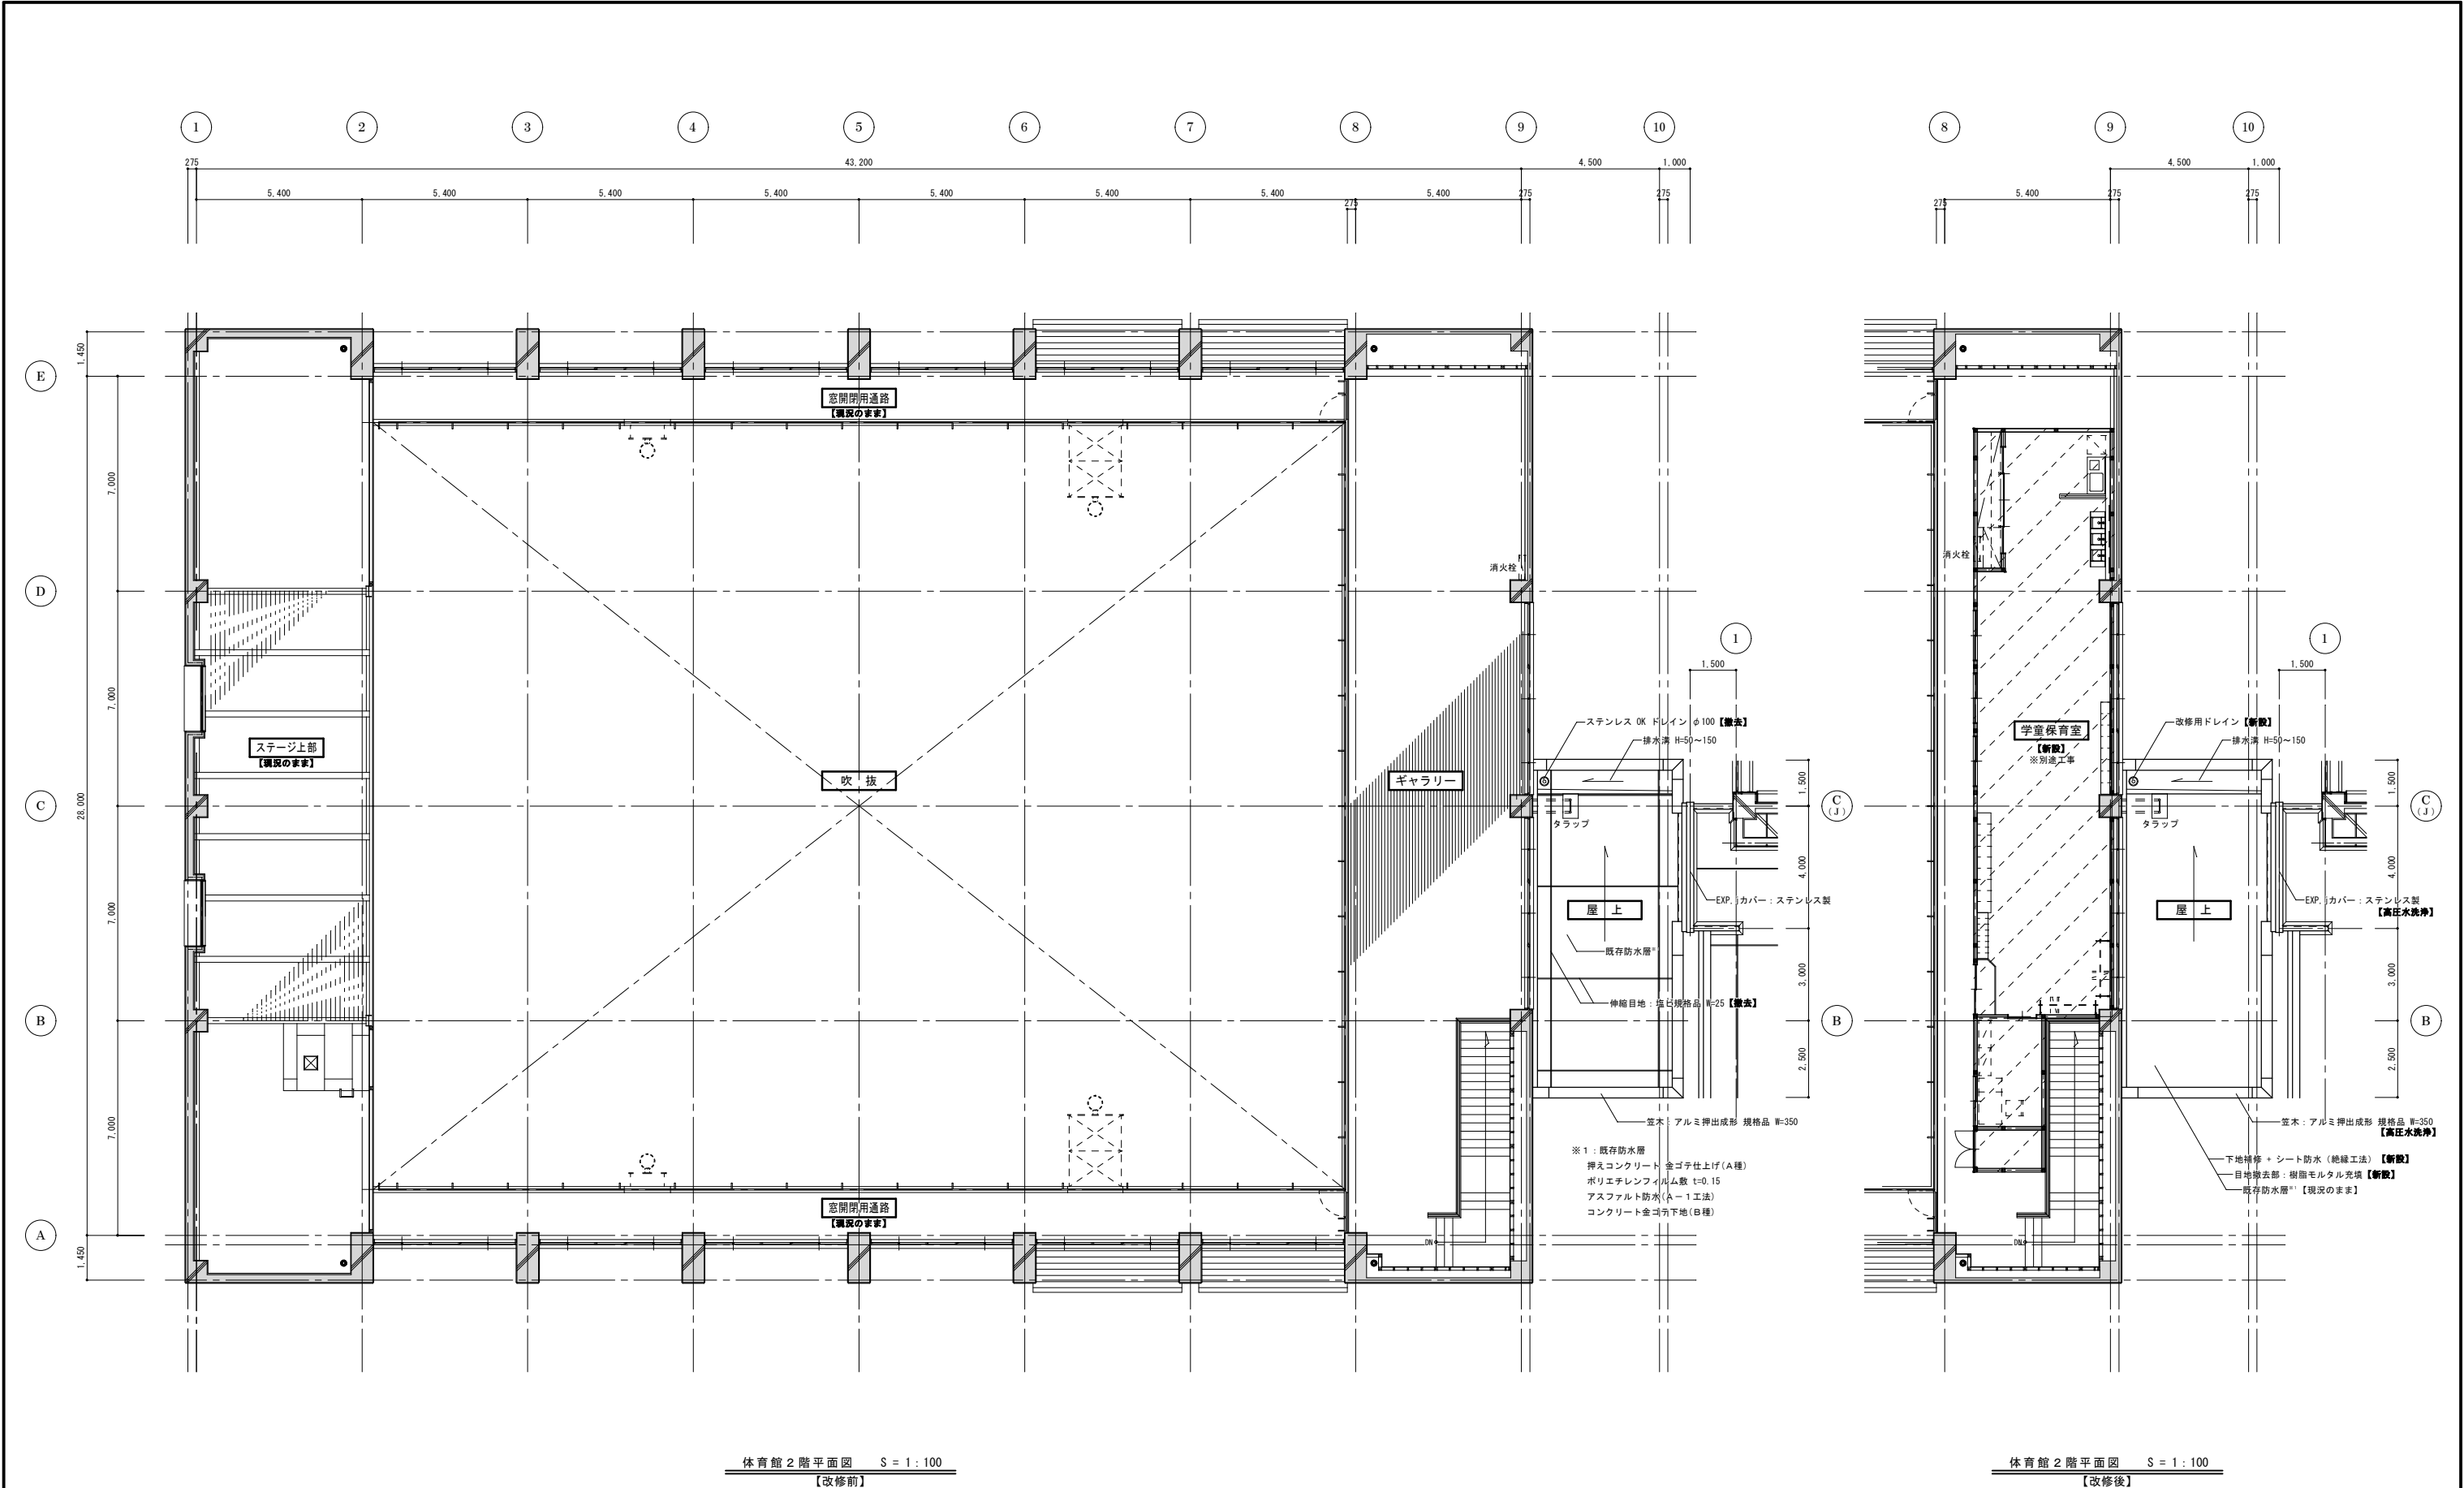 1 2 3 4 5 6 7 8 9 10
275 43,200 4,500 1,000
5,400 5,400 5,400 5,400 5,400 5,400 5,400 5,400 275
275
275
1,450
E
7,000
D
7,000
C
28,000
7,000
B
7,000
A
1,450
窓開閉用通路
【現況のまま】
ステージ上部
【現況のまま】
吹 抜
ギャラリー
消火栓
窓開閉用通路
【現況のまま】
DN
1
1,500
ステンレス OK ドレイン φ100【撤去】
排水溝 H=50～150
タラップ
EXP.jカバー：ステンレス製
屋 上
既存防水層※1
伸縮目地：塩ビ規格品 W=25【撤去】
笠木：アルミ押出成形 規格品 W=350
※１：既存防水層
押えコンクリート 金ゴテ仕上げ(Ａ種)
ポリエチレンフィルム敷 t=0.15
アスファルト防水(Ａ－１工法)
コンクリート金ゴテ下地(Ｂ種)
1,500
C
(J)
4,000
3,000
B
2,500
体育館２階平面図 S = 1 : 100
【改修前】
8 9 10
4,500 1,000
5,400 275
275
275
消火栓
学童保育室
【新設】
※別途工事
DN
1
1,500
改修用ドレイン【新設】
排水溝 H=50～150
タラップ
EXP.jカバー：ステンレス製
【高圧水洗浄】
屋 上
笠木：アルミ押出成形 規格品 W=350
【高圧水洗浄】
下地補修 + シート防水（絶縁工法）【新設】
目地撤去部：樹脂モルタル充填【新設】
既存防水層※1【現況のまま】
1,500
C
(J)
4,000
3,000
B
2,500
体育館２階平面図 S = 1 : 100
【改修後】